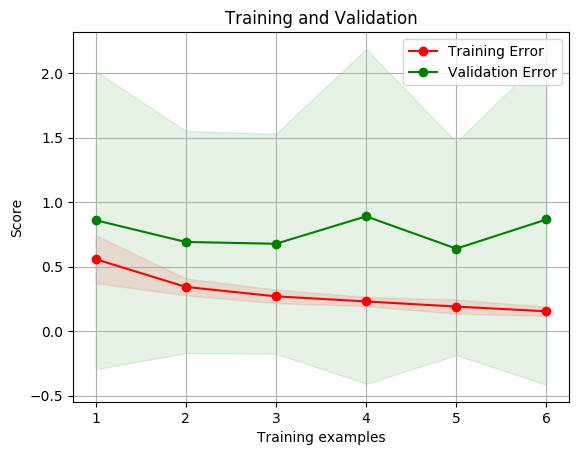 Training and Validation
Training Error
Validation Error
2.0
1.5
1.0
0.5
0.0
−0.5
Score
1 2 3 4 5 6
Training examples